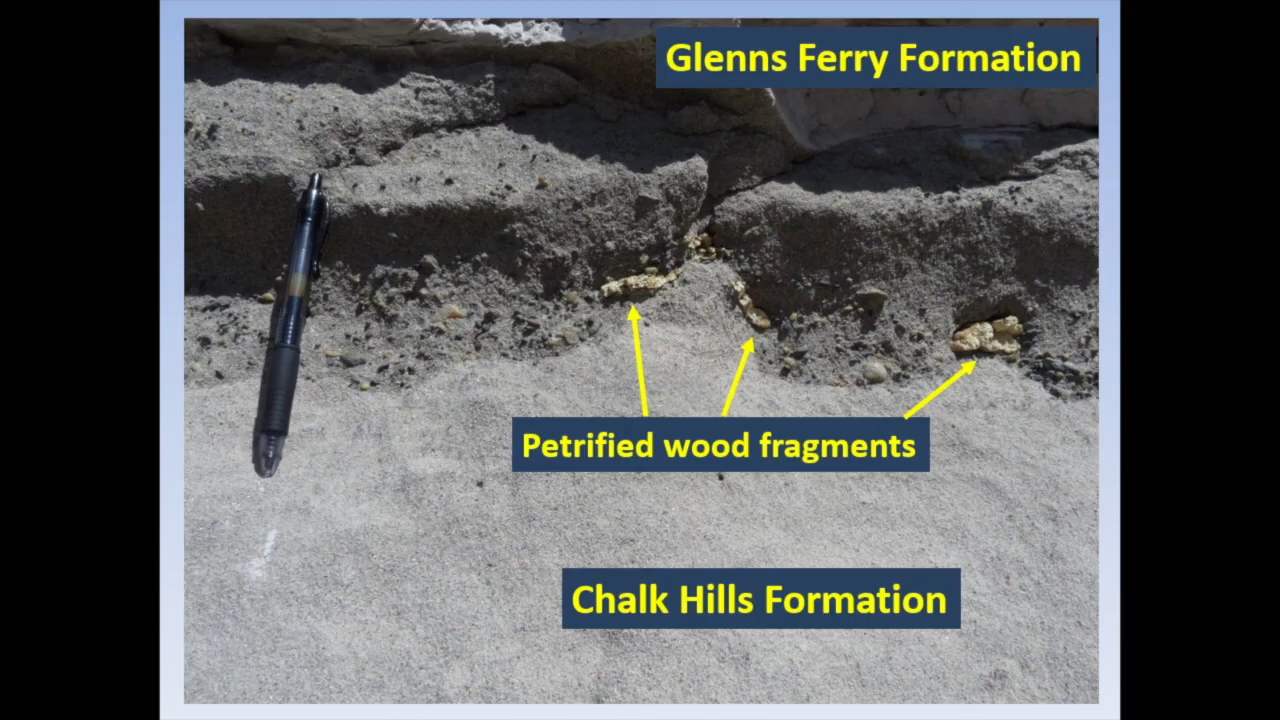 Glenns Ferry Formation
Petrified wood fragments
Chalk Hills Formation